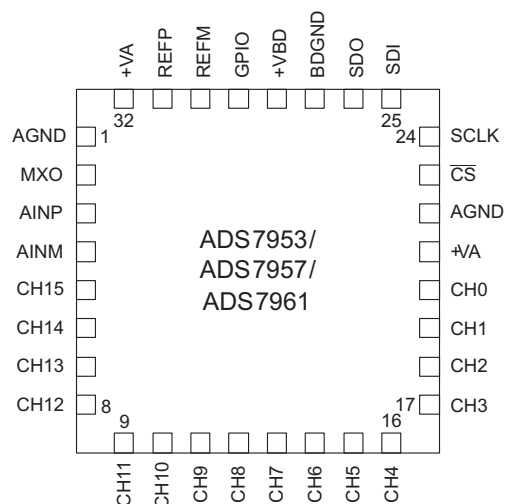 +VA
REFP
REFM
GPIO
+VBD
BDGND
SDO
SDI
32
25
AGND
1
24
SCLK
MXO
CS
AINP
AGND
AINM
+VA
ADS7953/
ADS7957/
ADS7961
CH15
CH0
CH14
CH1
CH13
CH2
CH12
8
17
CH3
9
16
CH11
CH10
CH9
CH8
CH7
CH6
CH5
CH4